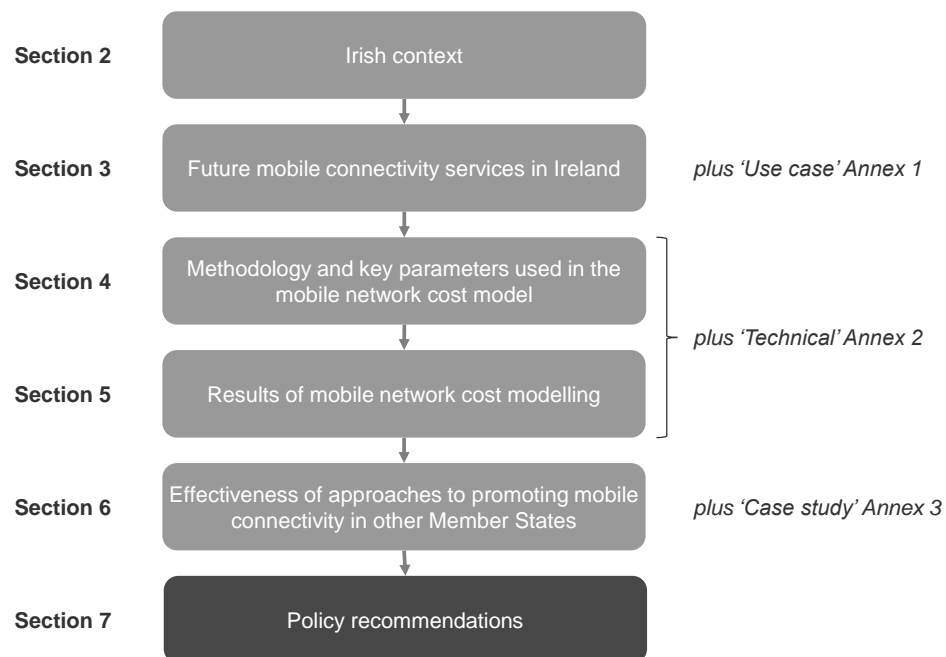 Section 2
Irish context
Section 3
Future mobile connectivity services in Ireland
plus ‘Use case’ Annex 1
Section 4
Methodology and key parameters used in the
mobile network cost model
plus ‘Technical’ Annex 2
Section 5
Results of mobile network cost modelling
Section 6
Effectiveness of approaches to promoting mobile
connectivity in other Member States
plus ‘Case study’ Annex 3
Section 7
Policy recommendations